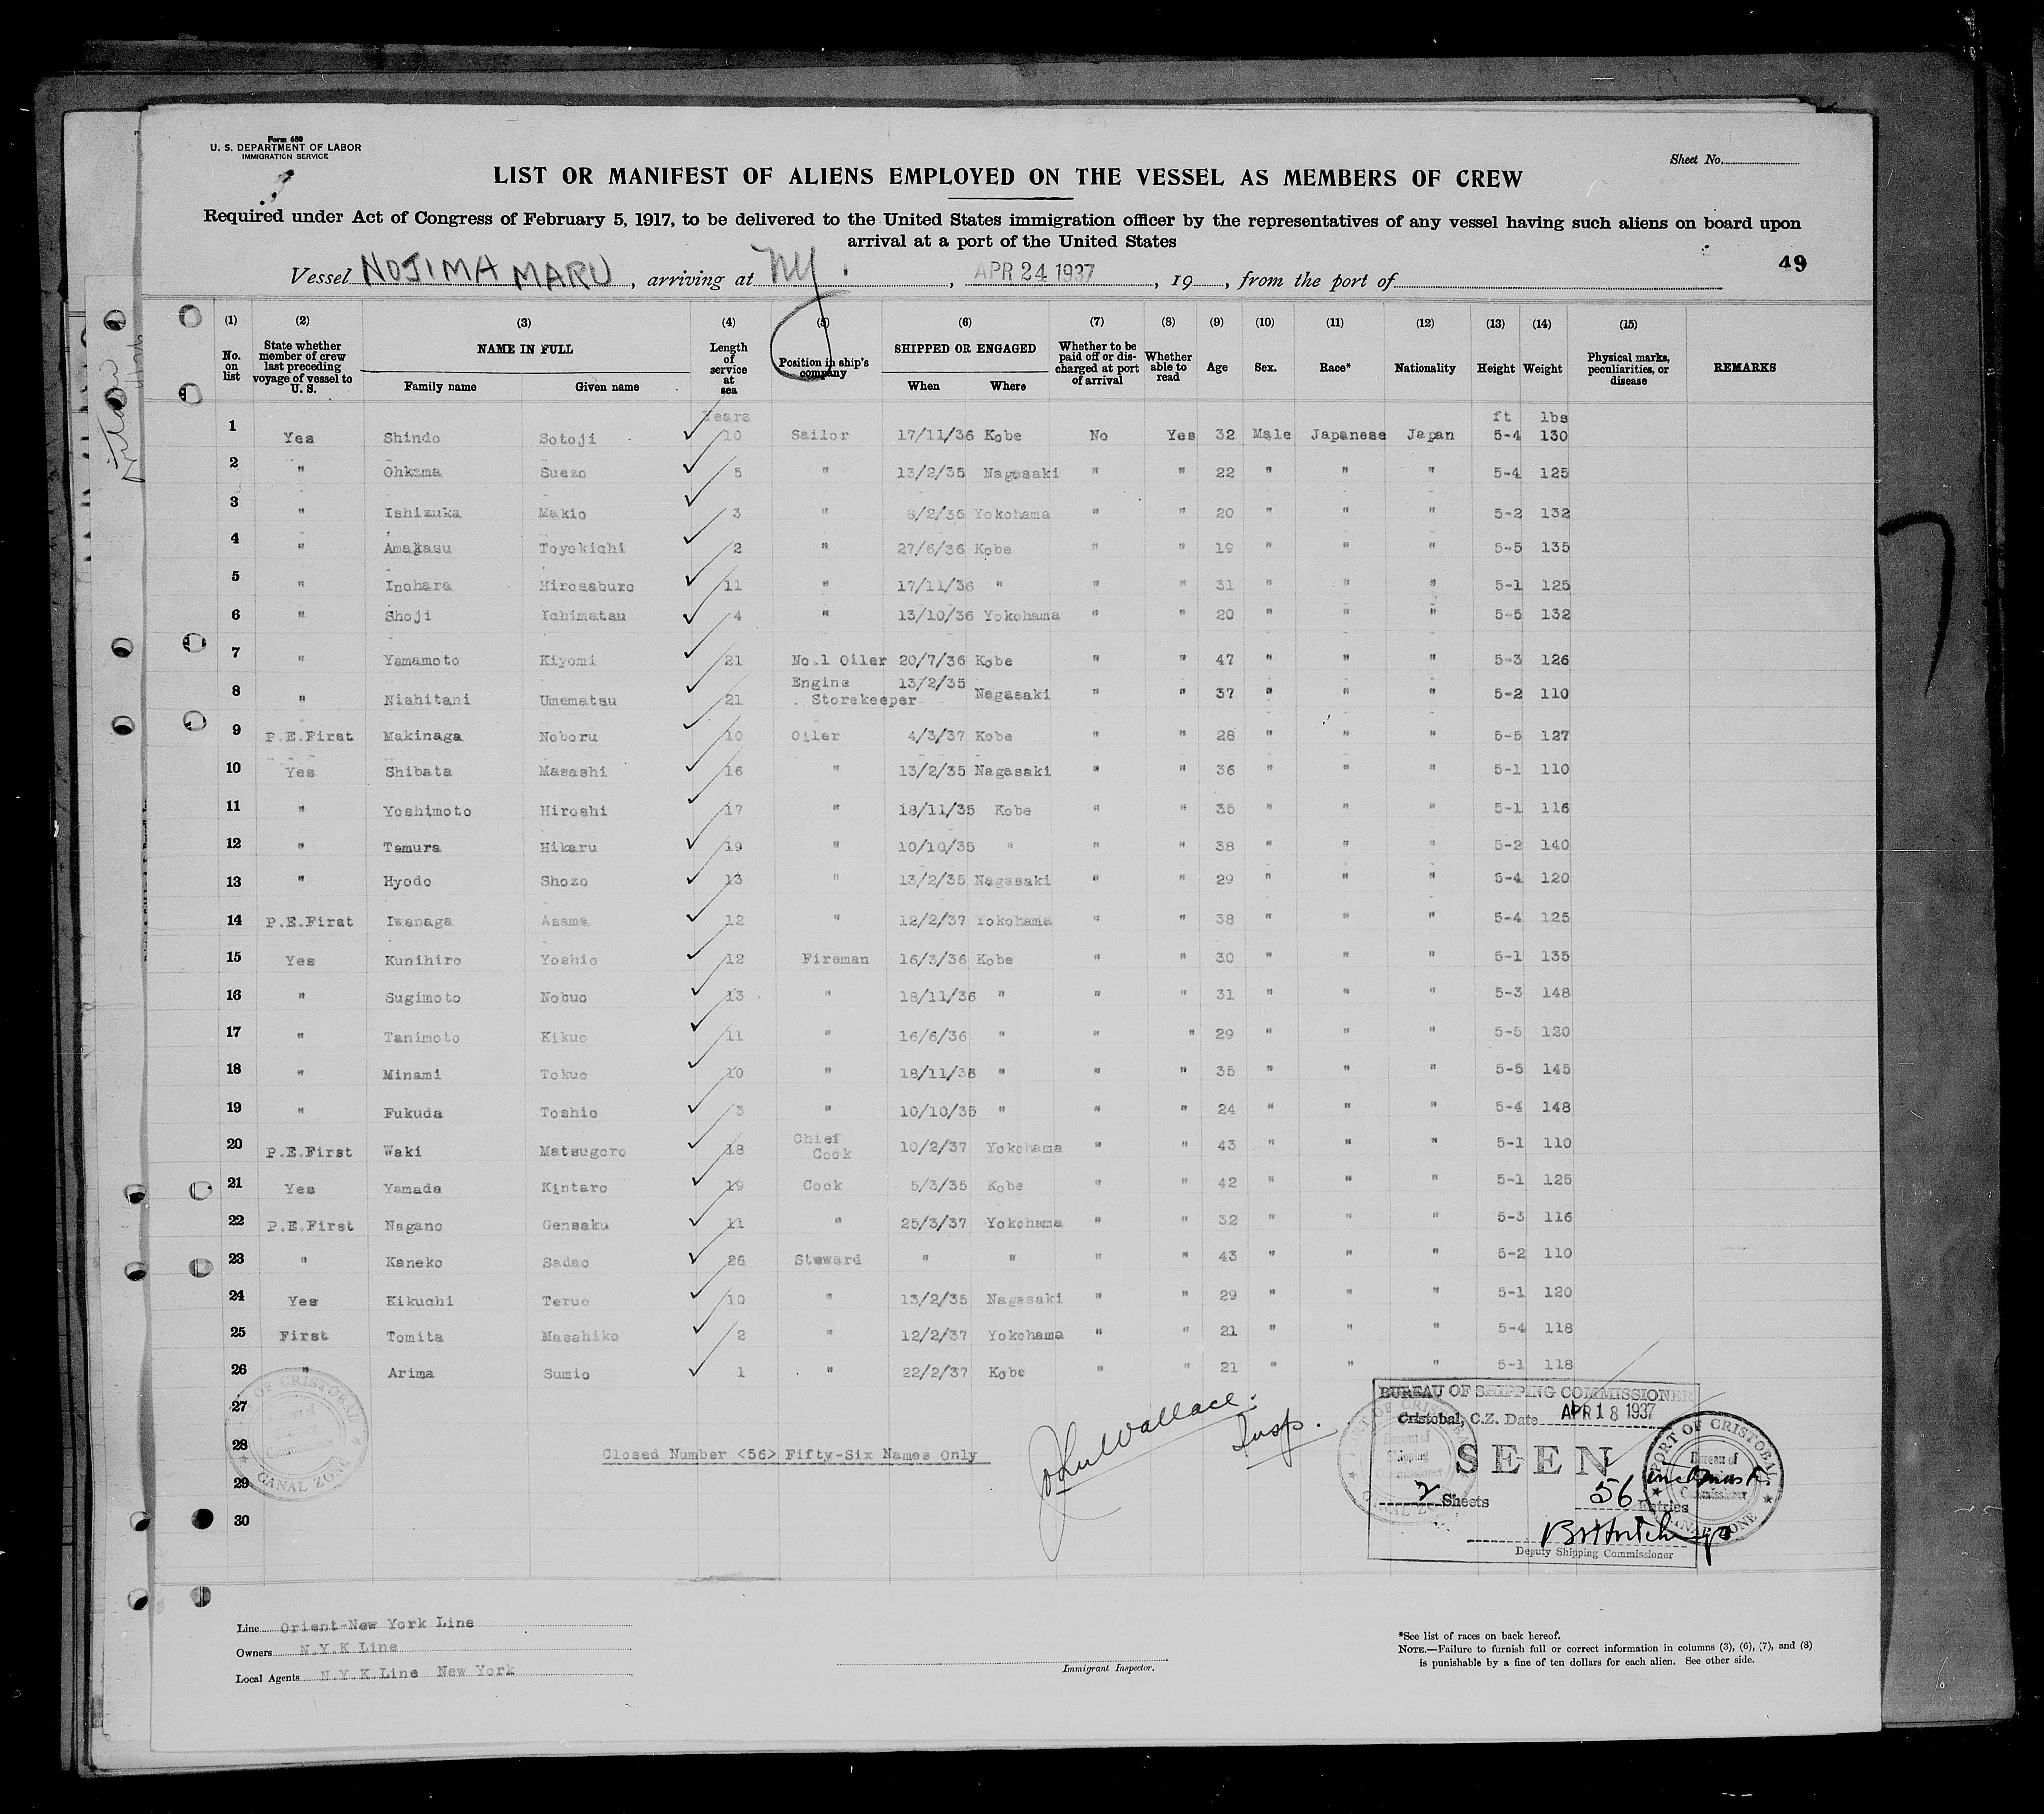 Form 680
U. S. DEPARTMENT OF LABOR
IMMIGRATION SERVICE
Sheet No.
LIST OR MANIFEST OF ALIENS EMPLOYED ON THE VESSEL AS MEMBERS OF CREW
Required under Act of Congress of February 5, 1917, to be delivered to the United States immigration officer by the representatives of any vessel having such aliens on board upon
arrival at a port of the United States
49
Vessel NOJIMA MARU, arriving at NY., APR 24 1937, 19, from the port of
(1) (2) (3) (4) (5) (6) (7) (8) (9) (10) (11) (12) (13) (14) (15)
No. on list State whether member of crew last preceding voyage of vessel to U. S. NAME IN FULL Family name Given name Length of service at sea Position in ship's company SHIPPED OR ENGAGED When Where Whether to be paid off or discharged at port of arrival Whether able to read Age Sex. Race* Nationality Height Weight Physical marks, peculiarities, or disease REMARKS
Years ft lbs
1 Yes Shindo Sotoji 10 Sailor 17/11/36 Kobe No Yes 32 Male Japanese Japan 5-4 130
2 " Ohkama Suezo 5 " 13/2/35 Nagasaki " " 22 " " " 5-4 125
3 " Ishizuka Makio 3 " 8/2/36 Yokohama " " 20 " " " 5-2 132
4 " Amakasu Toyokichi 2 " 27/6/36 Kobe " " 19 " " " 5-5 135
5 " Inohara Hirosaburo 11 " 17/11/36 " " " 31 " " " 5-1 125
6 " Shoji Ichimatsu 4 " 13/10/36 Yokohama " " 20 " " " 5-5 132
7 " Yamamoto Kiyomi 21 No.1 Oiler 20/7/36 Kobe " " 47 " " " 5-3 126
8 " Nishitani Umematsu 21 Engine Storekeeper 13/2/35 Nagasaki " " 37 " " " 5-2 110
9 P.E.First Makinaga Noboru 10 Oiler 4/3/37 Kobe " " 28 " " " 5-5 127
10 Yes Shibata Masashi 16 " 13/2/35 Nagasaki " " 36 " " " 5-1 110
11 " Yoshimoto Hiroshi 17 " 18/11/35 Kobe " " 35 " " " 5-1 116
12 " Tamura Hikaru 19 " 10/10/35 " " " 38 " " " 5-2 140
13 " Hyodo Shozo 13 " 13/2/35 Nagasaki " " 29 " " " 5-4 120
14 P.E.First Iwanaga Asama 12 " 12/2/37 Yokohama " " 38 " " " 5-4 125
15 Yes Kunihiro Yoshio 12 Fireman 16/3/36 Kobe " " 30 " " " 5-1 135
16 " Sugimoto Nobuo 13 " 18/11/36 " " " 31 " " " 5-3 148
17 " Tanimoto Kikuo 11 " 16/6/36 " " " 29 " " " 5-5 120
18 " Minami Tokuo 10 " 18/11/36 " " " 35 " " " 5-5 145
19 " Fukuda Toshio 3 " 10/10/35 " " " 24 " " " 5-4 148
20 P.E.First Waki Matsugoro 18 Chief Cook 10/2/37 Yokohama " " 43 " " " 5-1 110
21 Yes Yamada Kintaro 19 Cook 5/3/35 Kobe " " 42 " " " 5-1 125
22 P.E.First Nagano Gensaku 11 " 25/3/37 Yokohama " " 32 " " " 5-3 116
23 " Kaneko Sadao 26 Steward " " " " 43 " " " 5-2 110
24 Yes Kikuchi Teruo 10 " 13/2/35 Nagasaki " " 29 " " " 5-1 120
25 First Tomita Masahiko 2 " 12/2/37 Yokohama " " 21 " " " 5-4 118
26 " Arima Sumio 1 " 22/2/37 Kobe " " 21 " " " 5-1 118
27
28
29
30
Closed Number <56> Fifty-Six Names Only
John Wallace. Insp.
PORT OF CRISTOBAL
Bureau of Shipping Commissioner
CANAL ZONE
BUREAU OF SHIPPING COMMISSIONER
Cristobal, C.Z. Date APR 18 1937
SEEN
2 Sheets 56 Entries
Deputy Shipping Commissioner
PORT OF CRISTOBAL
Bureau of Shipping Commissioner
CANAL ZONE
PORT OF CRISTOBAL
Bureau of Commissioner
CANAL ZONE
Line Orient-New York Line
Owners N.Y.K Line
Local Agents N.Y.K.Line New York
Immigrant Inspector.
*See list of races on back hereof.
NOTE.—Failure to furnish full or correct information in columns (3), (6), (7), and (8)
is punishable by a fine of ten dollars for each alien. See other side.